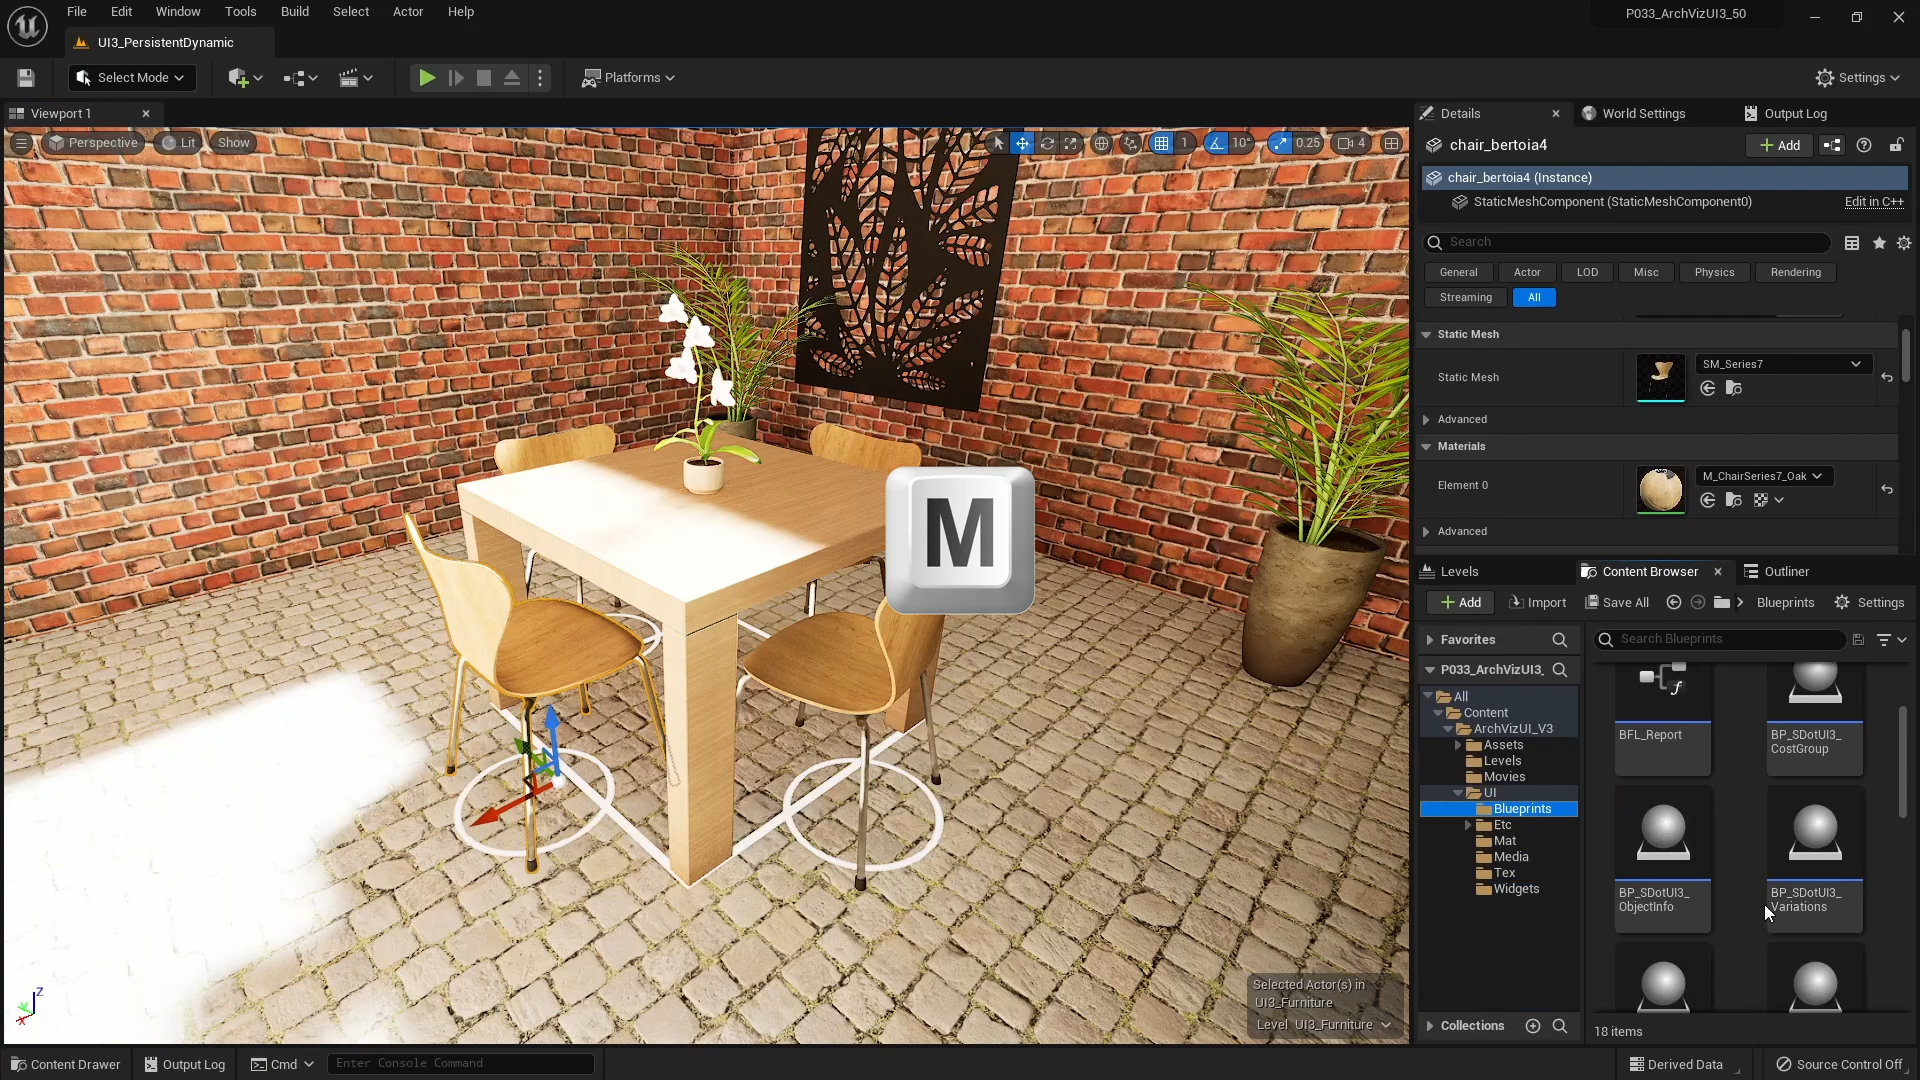 File Edit Window Tools Build Select Actor Help
P033_ArchVizUI3_50
UI3_PersistentDynamic
Select Mode
Platforms
Settings
Viewport 1
Perspective Lit Show
1 10° 0.25 4
Details
World Settings
Output Log
chair_bertoia4
Add
chair_bertoia4 (Instance)
StaticMeshComponent (StaticMeshComponent0)
Edit in C++
Search
General Actor LOD Misc Physics Rendering
Streaming All
Static Mesh
Static Mesh
SM_Series7
Advanced
Materials
Element 0
M_ChairSeries7_Oak
Advanced
M
Levels
Content Browser
Outliner
Add Import Save All Blueprints Settings
Favorites
Search Blueprints
P033_ArchVizUI3_
All
Content
ArchVizUI_V3
Assets
Levels
Movies
UI
Blueprints
Etc
Mat
Media
Tex
Widgets
Collections
BFL_Report
BP_SDotUI3_
CostGroup
BP_SDotUI3_
ObjectInfo
BP_SDotUI3_
Variations
18 items
Selected Actor(s) in
UI3_Furniture
Level UI3_Furniture
Z
Y
X
Content Drawer
Output Log
Cmd
Enter Console Command
Derived Data
Source Control Off